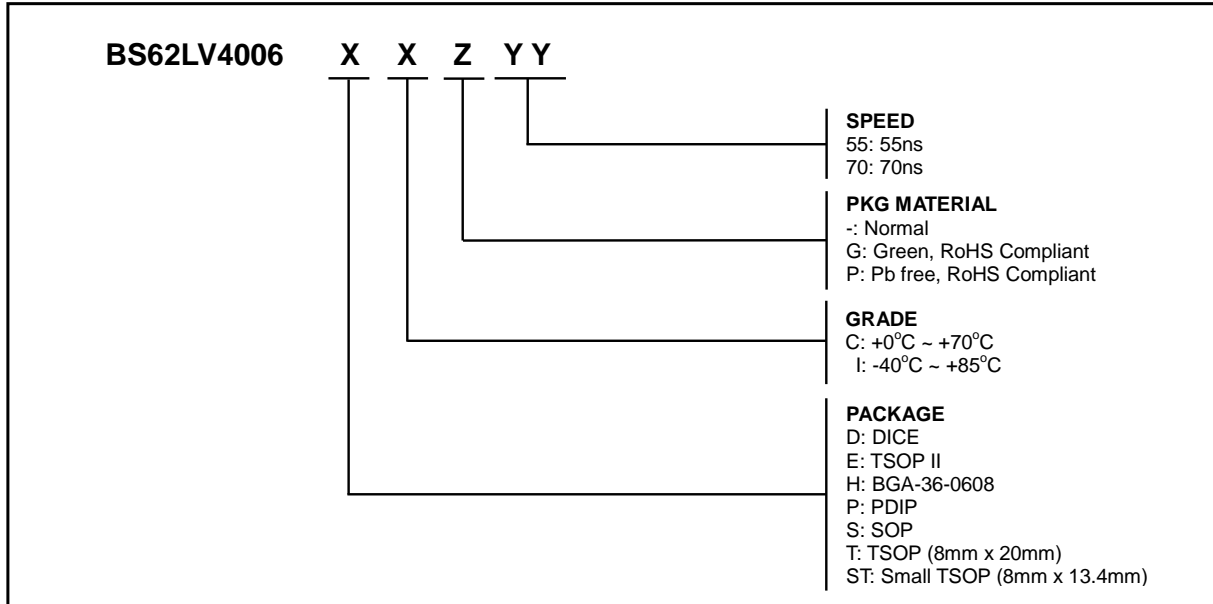 BS62LV4006 X X Z Y Y
SPEED
55: 55ns
70: 70ns
PKG MATERIAL
-: Normal
G: Green, RoHS Compliant
P: Pb free, RoHS Compliant
GRADE
C: +0°C ~ +70°C
I: -40°C ~ +85°C
PACKAGE
D: DICE
E: TSOP II
H: BGA-36-0608
P: PDIP
S: SOP
T: TSOP (8mm x 20mm)
ST: Small TSOP (8mm x 13.4mm)